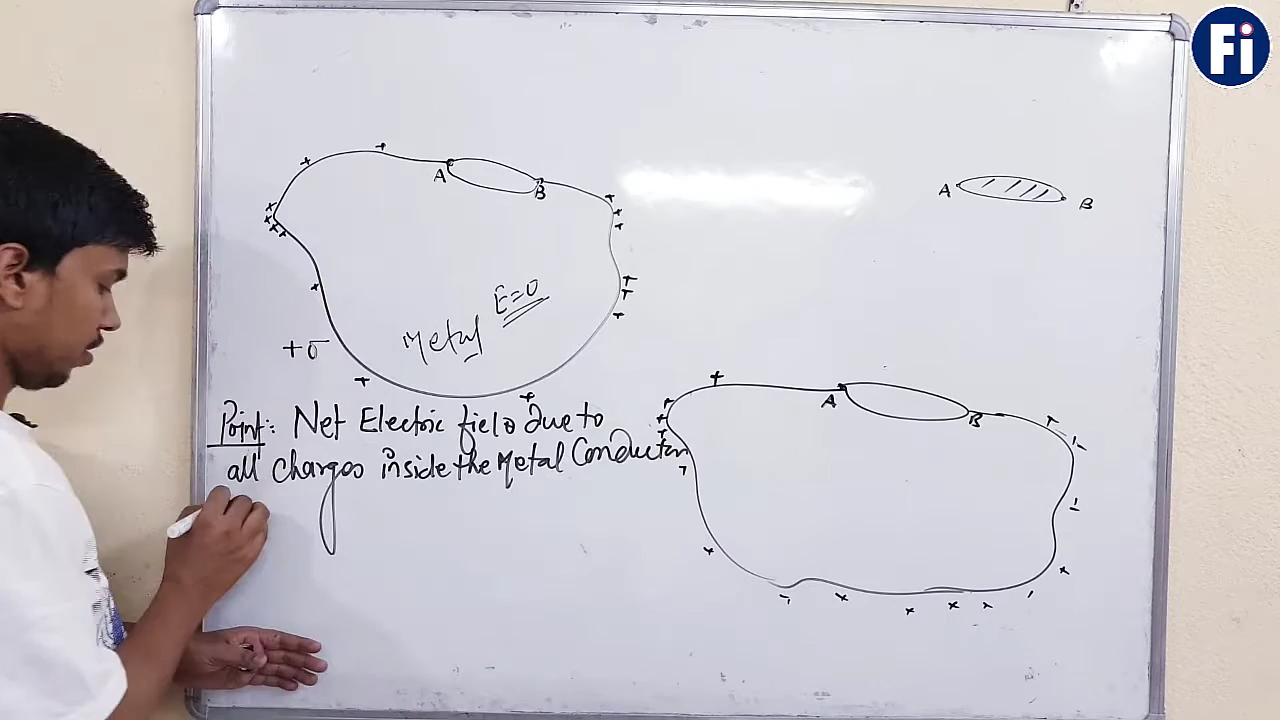 Fi
A
B
A
B
Metal E=0
+σ
A
B
Point: Net Electric field due to
all charges inside the Metal Conductor